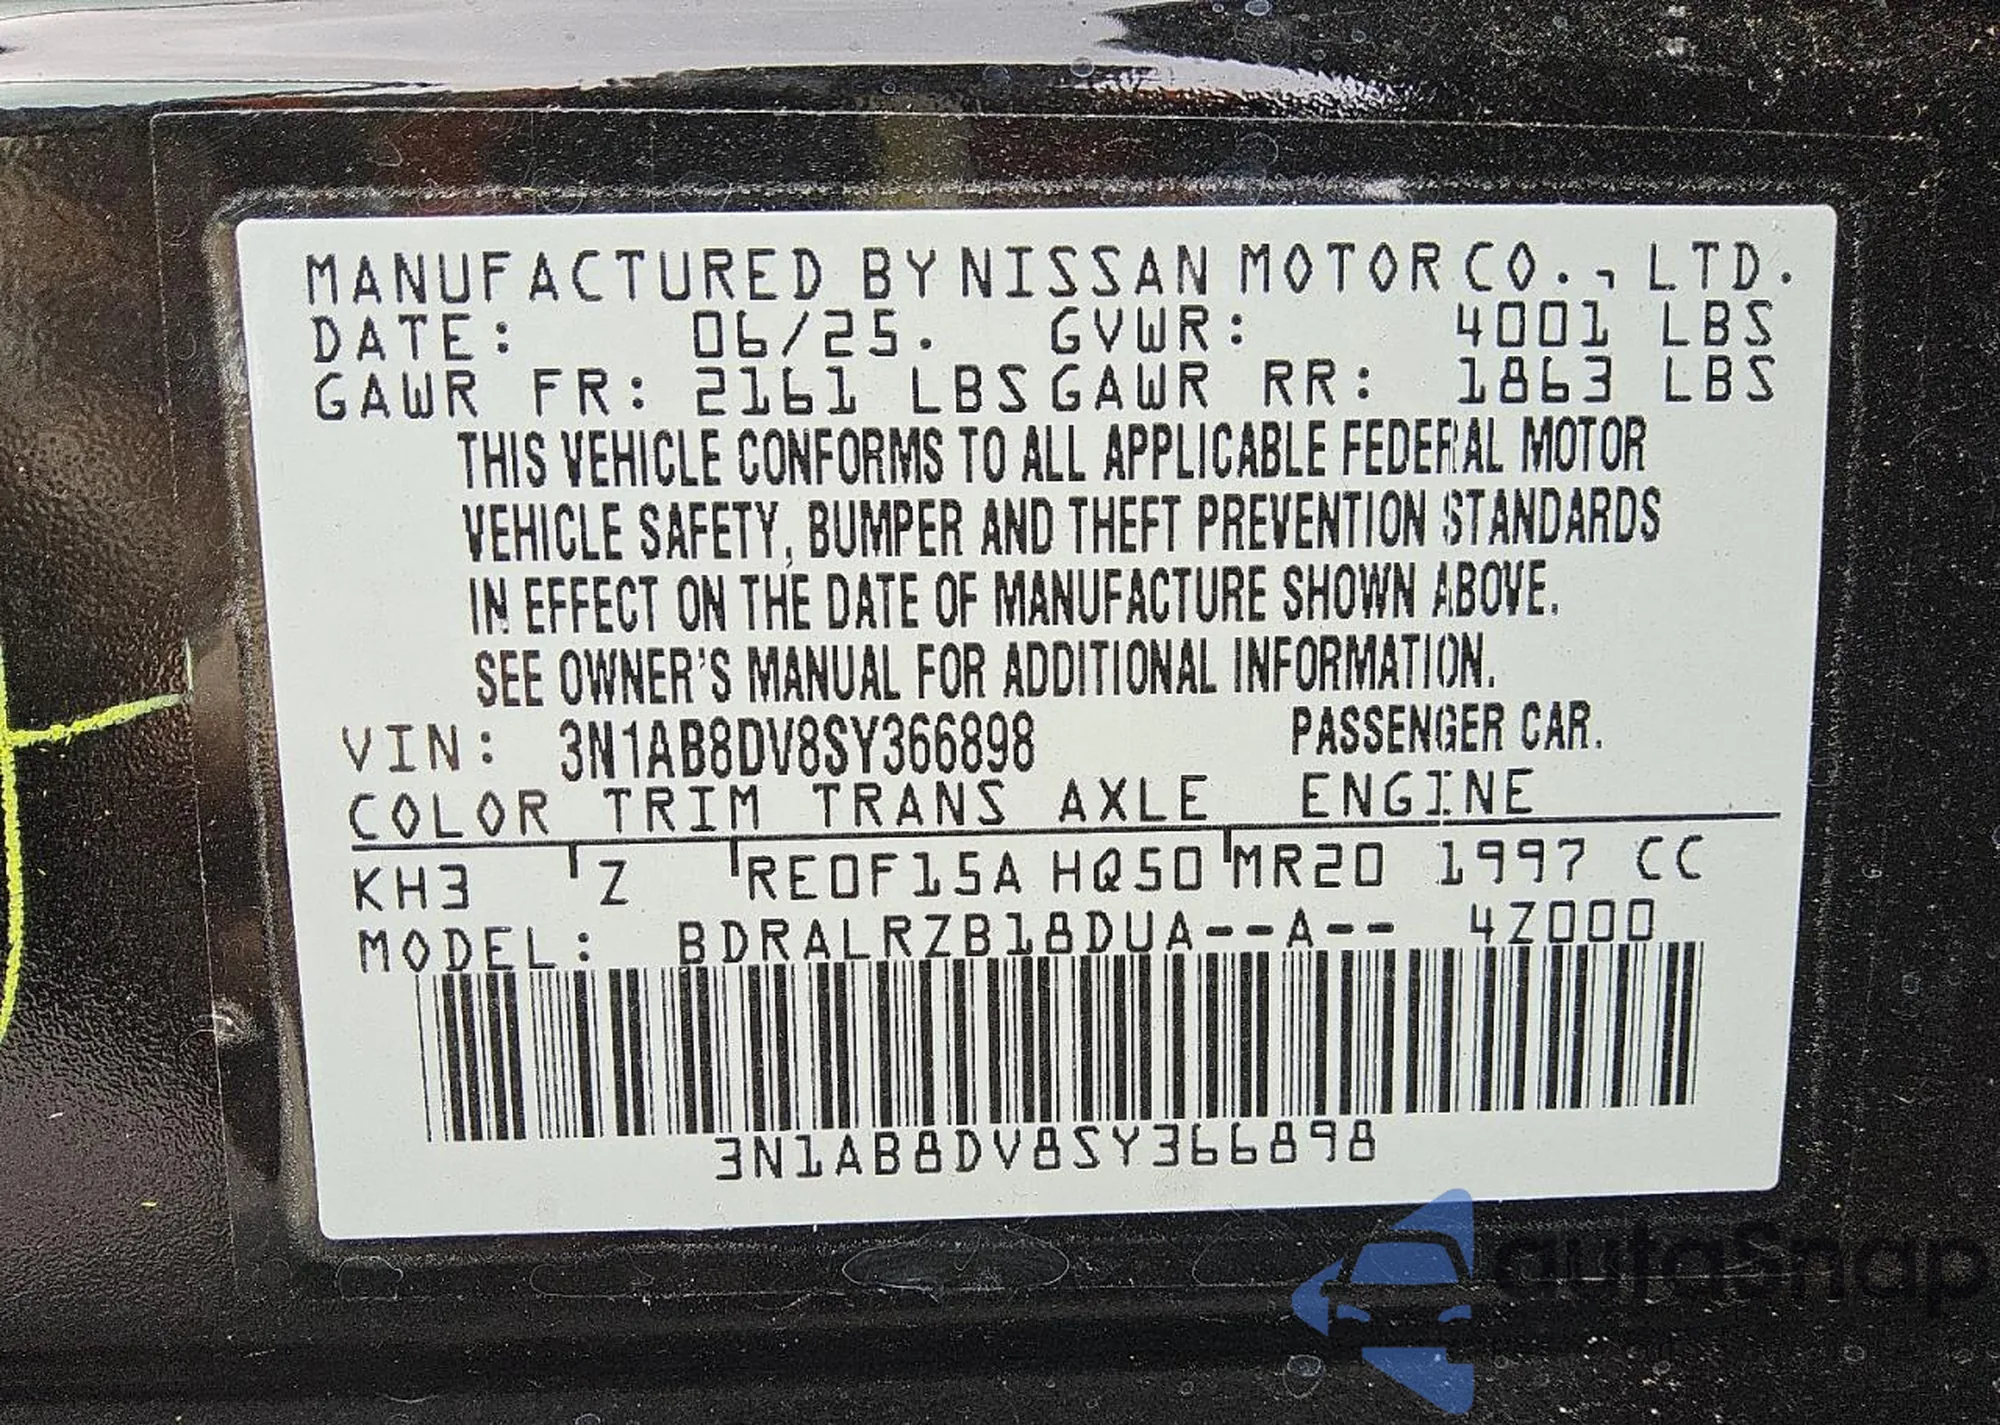 MANUFACTURED BY NISSAN MOTOR CO., LTD.
DATE: 06/25. GVWR: 4001 LBS
GAWR FR: 2161 LBS GAWR RR: 1863 LBS
THIS VEHICLE CONFORMS TO ALL APPLICABLE FEDERAL MOTOR
VEHICLE SAFETY, BUMPER AND THEFT PREVENTION STANDARDS
IN EFFECT ON THE DATE OF MANUFACTURE SHOWN ABOVE.
SEE OWNER'S MANUAL FOR ADDITIONAL INFORMATION.
VIN: 3N1AB8DV8SY366898 PASSENGER CAR.
COLOR TRIM TRANS AXLE ENGINE
KH3 Z RE0F15A HQ50 MR20 1997 CC
MODEL: BDRALRZB18DUA--A-- 4Z000
3N1AB8DV8SY366898
autoSnap